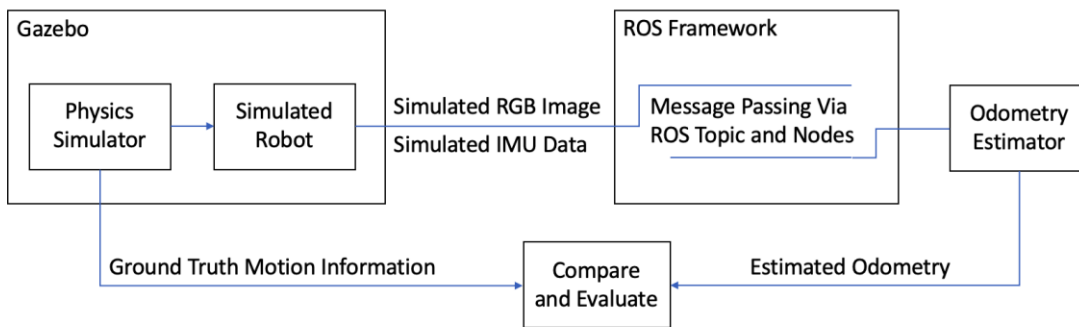 Gazebo
ROS Framework
Physics
Simulator
Simulated
Robot
Simulated RGB Image
Simulated IMU Data
Message Passing Via
ROS Topic and Nodes
Odometry
Estimator
Ground Truth Motion Information
Compare
and Evaluate
Estimated Odometry